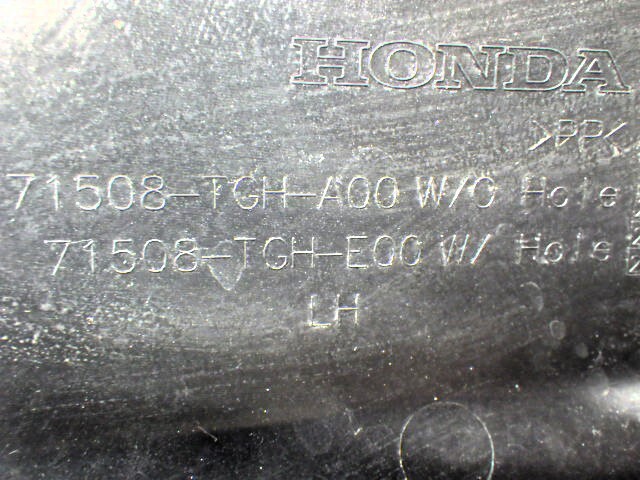 HONDA
>PP<
71508-TGH-A00 W/O Hole
71508-TGH-E00 W/ Hole
LH